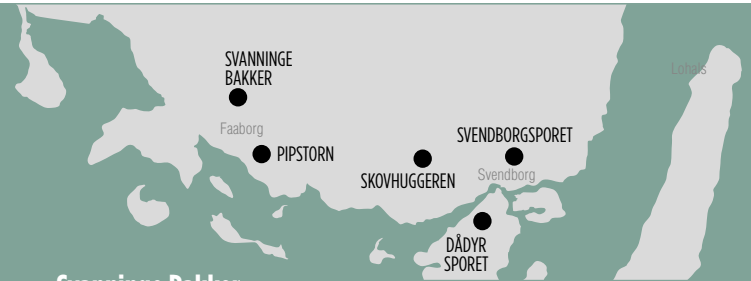 Lohals
SVANNINGE
BAKKER
Faaborg
PIPSTORN
SVENDBORGSPORET
SKOVHUGGEREN
Svendborg
DÅDYR
SPORET